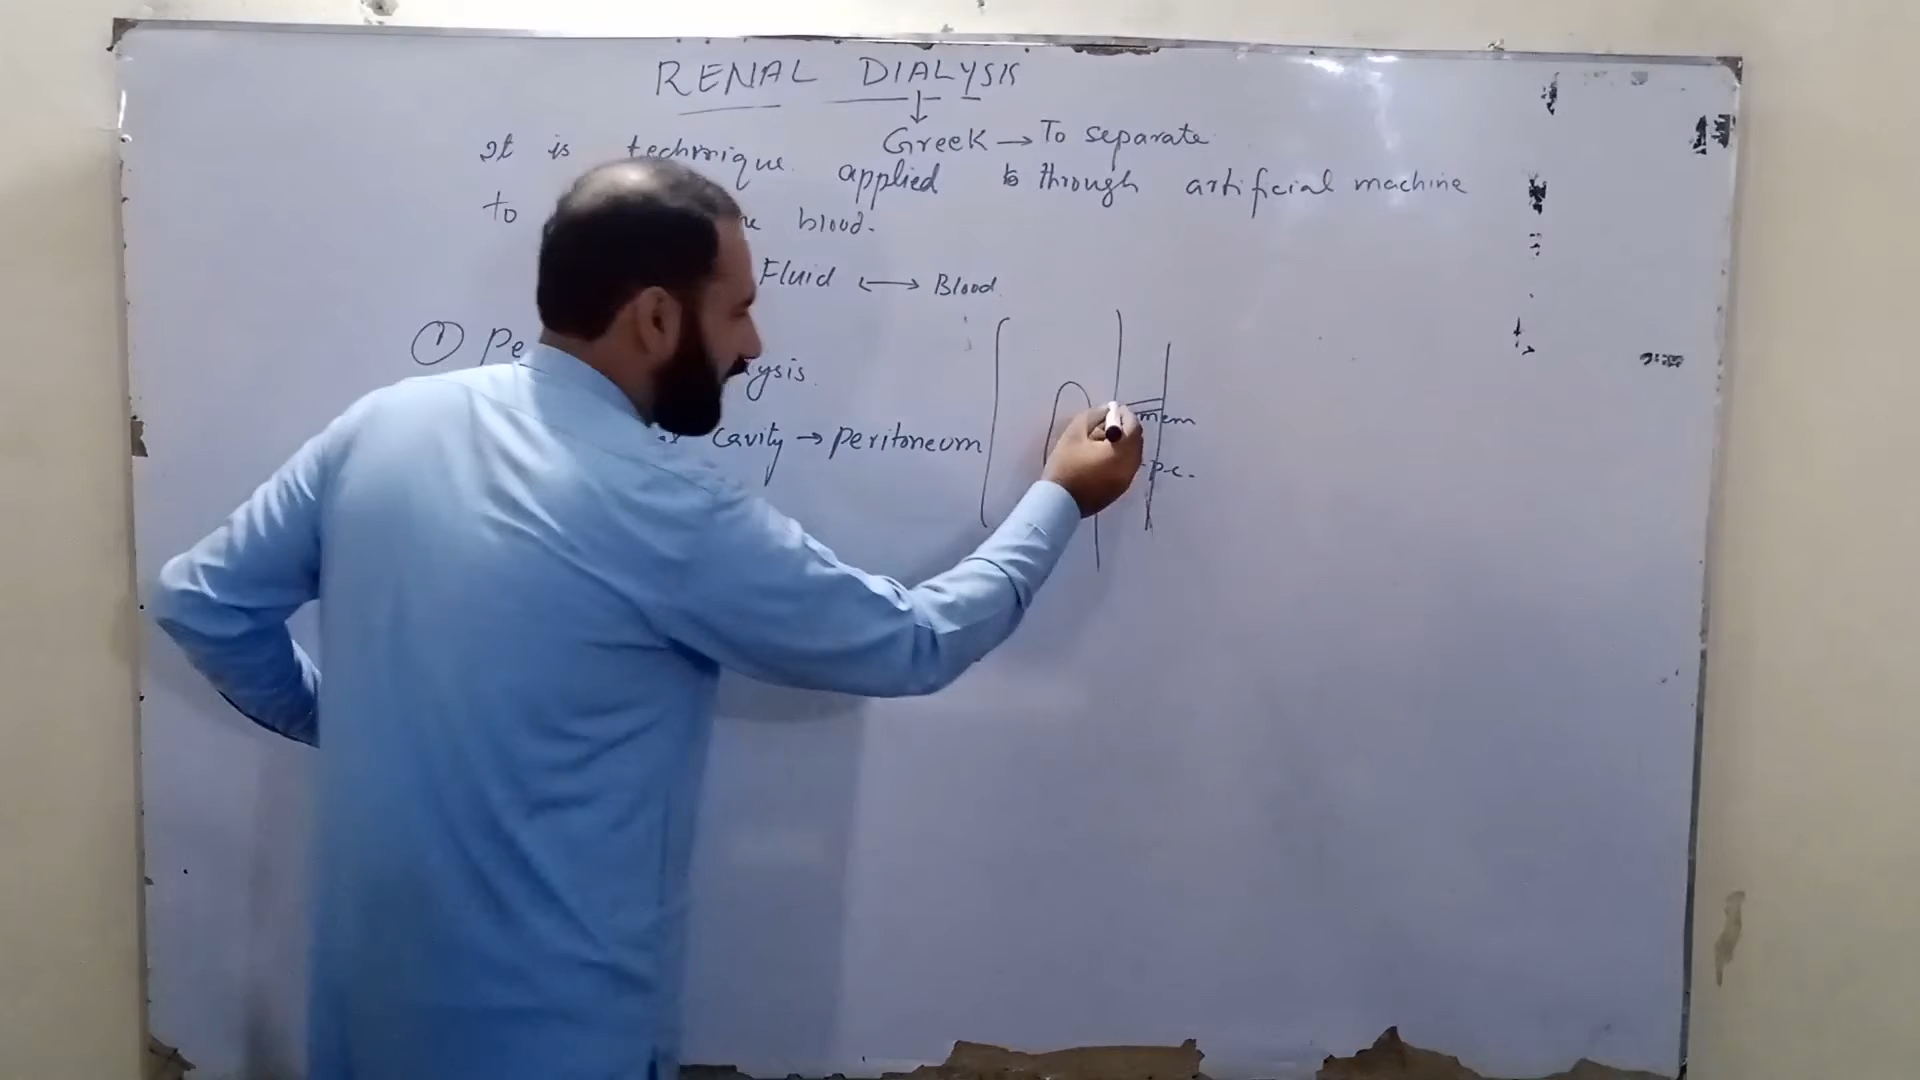 RENAL DIALYSIS
Greek → To separate
It is technique applied to through artificial machine
to blood.
Fluid ↔ Blood
① Pe ysis.
cavity → peritoneum
mem
p.c.